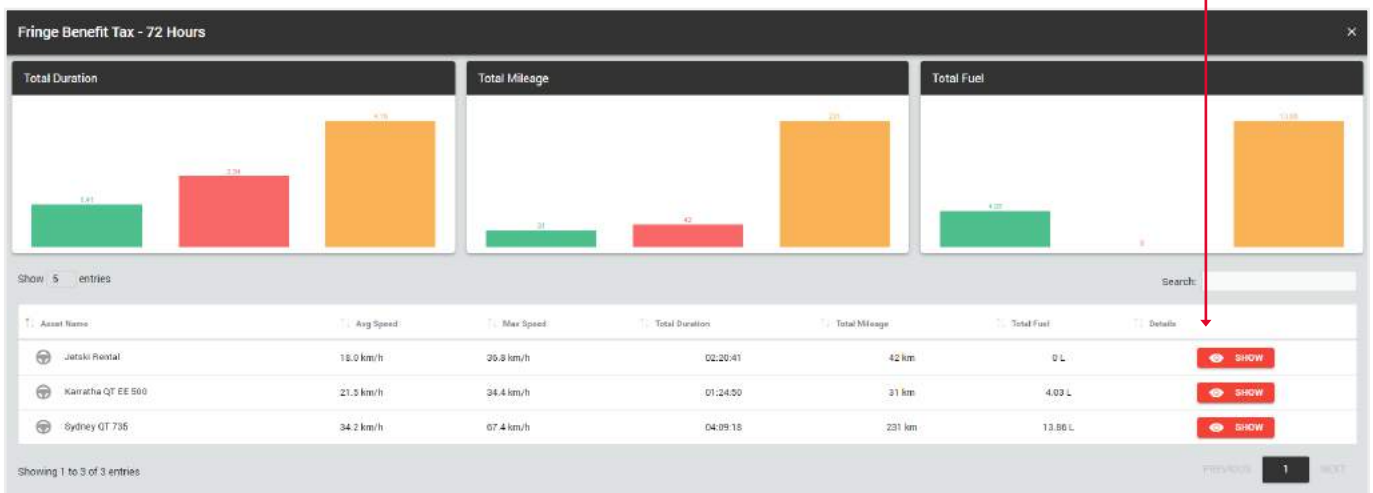 Fringe Benefit Tax - 72 Hours ×
Total Duration Total Mileage Total Fuel
231
42
31
Show 5 entries Search:
Asset Name Avg Speed Max Speed Total Duration Total Mileage Total Fuel Details
Jetski Rental 18.0 km/h 36.8 km/h 02:20:41 42 km 0 L SHOW
Karratha QT EE 500 21.5 km/h 34.4 km/h 01:24:50 31 km 4.03 L SHOW
Sydney QT 735 34.2 km/h 67.4 km/h 04:09:18 231 km 13.86 L SHOW
Showing 1 to 3 of 3 entries PREVIOUS 1 NEXT